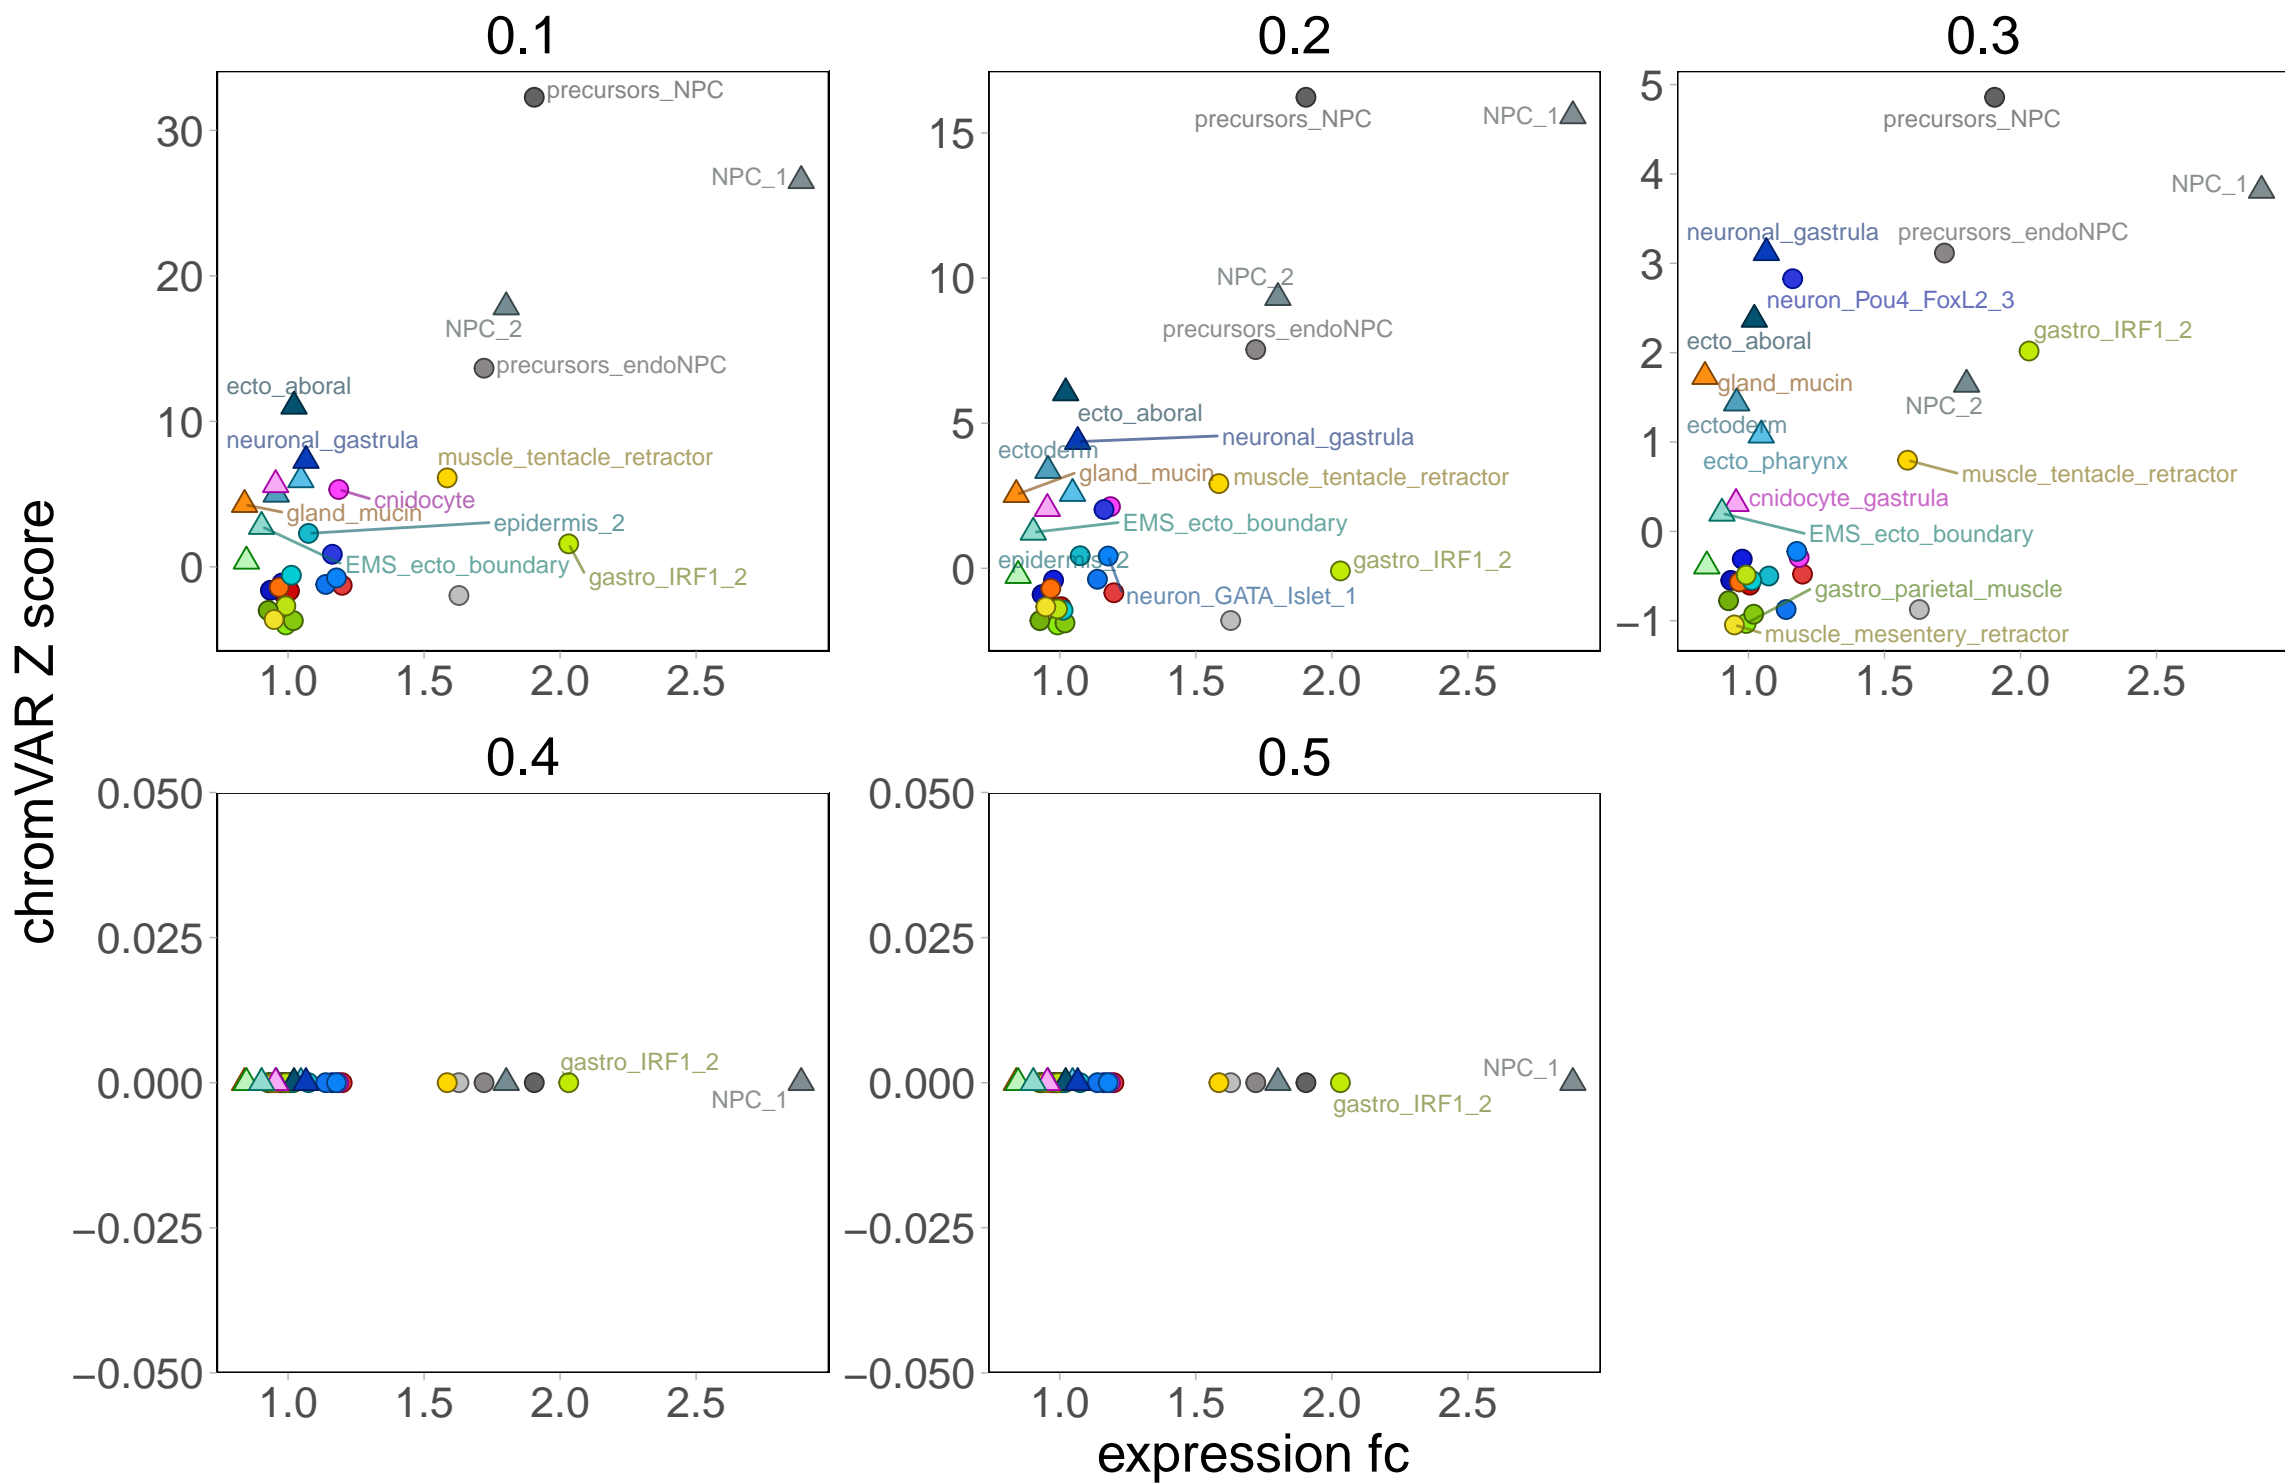 0.1
0.2
0.3
chromVAR Z score
30
20
10
0
precursors_NPC
NPC_1
NPC_2
precursors_endoNPC
ecto_aboral
neuronal_gastrula
muscle_tentacle_retractor
cnidocyte
gland_mucin
epidermis_2
EMS_ecto_boundary
gastro_IRF1_2
1.0 1.5 2.0 2.5
15
10
5
0
precursors_NPC
NPC_1
NPC_2
precursors_endoNPC
ecto_aboral
neuronal_gastrula
ectoderm
gland_mucin
muscle_tentacle_retractor
EMS_ecto_boundary
epidermis_2
gastro_IRF1_2
neuron_GATA_Islet_1
1.0 1.5 2.0 2.5
5
4
3
2
1
0
−1
precursors_NPC
NPC_1
neuronal_gastrula
precursors_endoNPC
neuron_Pou4_FoxL2_3
gastro_IRF1_2
ecto_aboral
gland_mucin
NPC_2
ectoderm
ecto_pharynx
muscle_tentacle_retractor
cnidocyte_gastrula
EMS_ecto_boundary
gastro_parietal_muscle
muscle_mesentery_retractor
1.0 1.5 2.0 2.5
0.4
0.5
0.050
0.025
0.000
−0.025
−0.050
gastro_IRF1_2
NPC_1
1.0 1.5 2.0 2.5
0.050
0.025
0.000
−0.025
−0.050
NPC_1
gastro_IRF1_2
1.0 1.5 2.0 2.5
expression fc